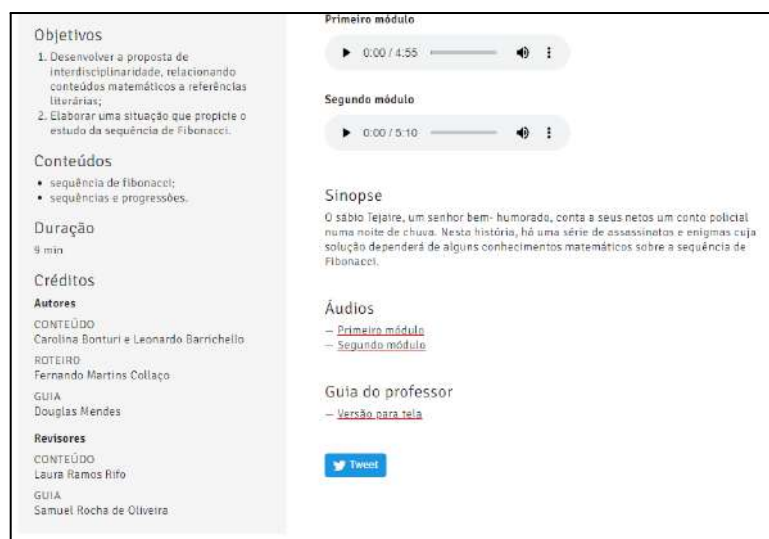 Objetivos
1. Desenvolver a proposta de
interdisciplinaridade, relacionando
conteúdos matemáticos a referências
literárias;
2. Elaborar uma situação que propicie o
estudo da sequência de Fibonacci.
Conteúdos
• sequência de fibonacci;
• sequências e progressões.
Duração
9 min
Créditos
Autores
CONTEÚDO
Carolina Bonturi e Leonardo Barrichello
ROTEIRO
Fernando Martins Collaço
GUIA
Douglas Mendes
Revisores
CONTEÚDO
Laura Ramos Rifo
GUIA
Samuel Rocha de Oliveira
Primeiro módulo
0:00 / 4:55
Segundo módulo
0:00 / 5:10
Sinopse
O sábio Tejaire, um senhor bem- humorado, conta a seus netos um conto policial
numa noite de chuva. Nesta história, há uma série de assassinatos e enigmas cuja
solução dependerá de alguns conhecimentos matemáticos sobre a sequência de
Fibonacci.
Áudios
— Primeiro módulo
— Segundo módulo
Guia do professor
— Versão para tela
Tweet